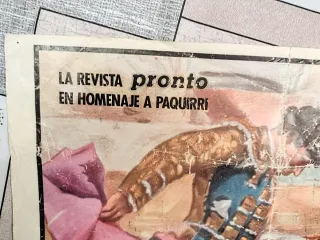 LA REVISTA pronto
EN HOMENAJE A PAQUIRRI